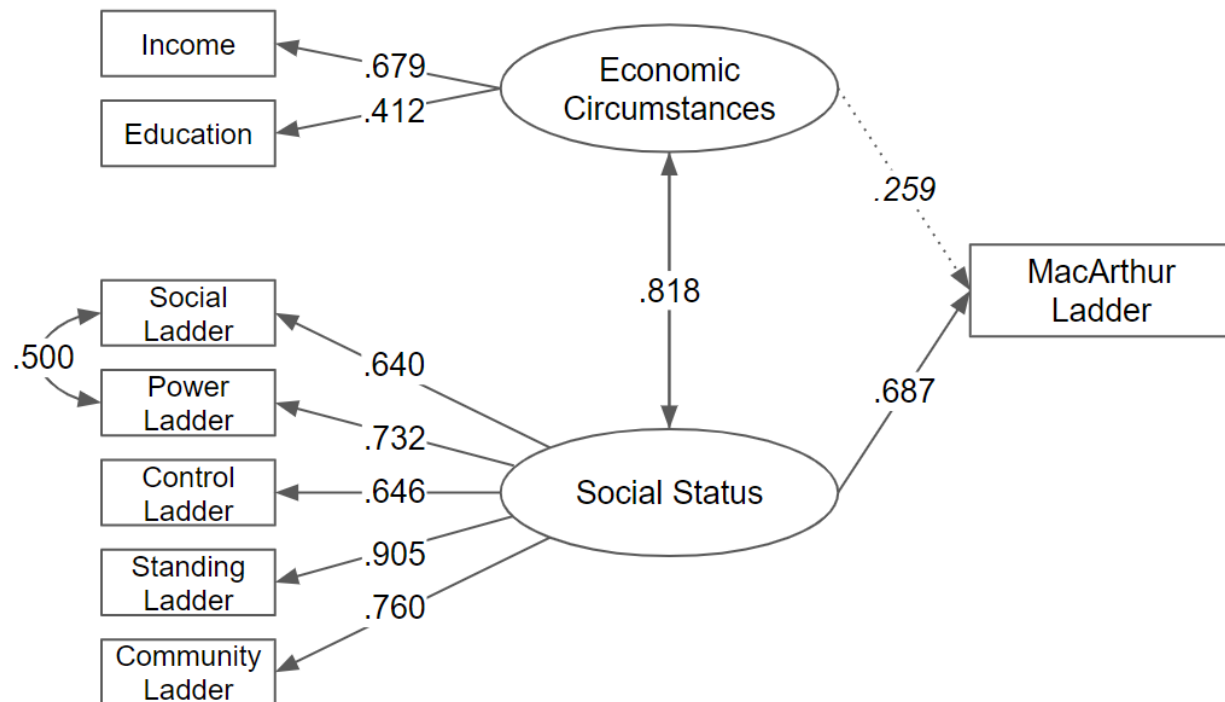 Income
Education
.679
.412
Economic
Circumstances
.259
MacArthur
Ladder
.818
.687
Social
Ladder
.500
Power
Ladder
Control
Ladder
Standing
Ladder
Community
Ladder
.640
.732
.646
.905
.760
Social Status